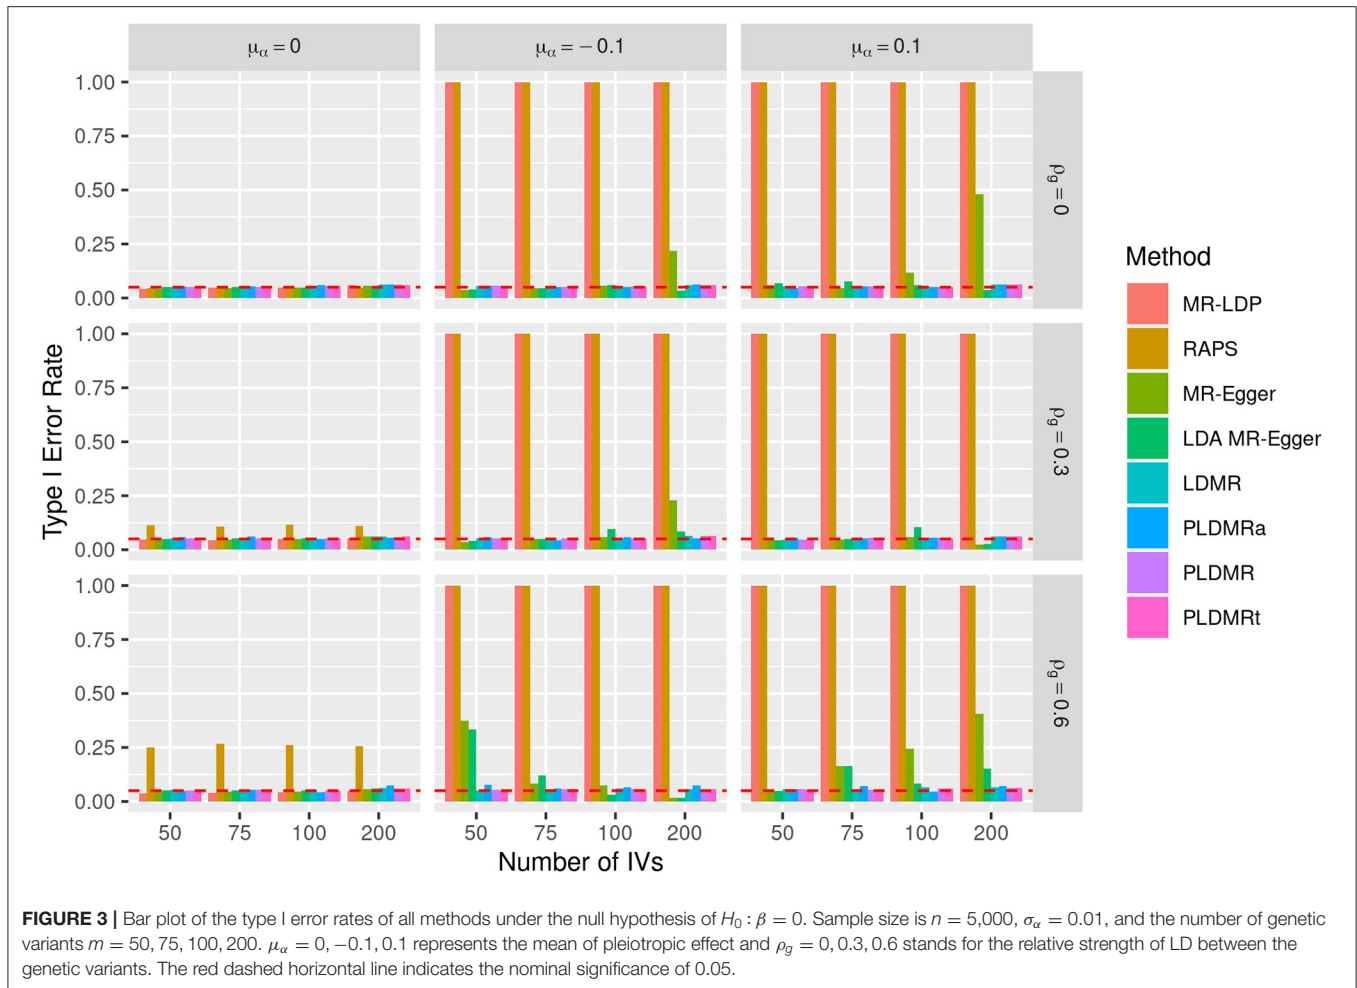 μα = 0
μα = − 0.1
μα = 0.1
1.00
0.75
0.50
0.25
0.00
ρg = 0
1.00
0.75
0.50
0.25
0.00
ρg = 0.3
1.00
0.75
0.50
0.25
0.00
ρg = 0.6
Type I Error Rate
50 75 100 200
50 75 100 200
50 75 100 200
Number of IVs
Method
MR-LDP
RAPS
MR-Egger
LDA MR-Egger
LDMR
PLDMRa
PLDMR
PLDMRt
FIGURE 3 | Bar plot of the type I error rates of all methods under the null hypothesis of H0 : β = 0. Sample size is n = 5,000, σα = 0.01, and the number of genetic
variants m = 50, 75, 100, 200. μα = 0, −0.1, 0.1 represents the mean of pleiotropic effect and ρg = 0, 0.3, 0.6 stands for the relative strength of LD between the
genetic variants. The red dashed horizontal line indicates the nominal significance of 0.05.